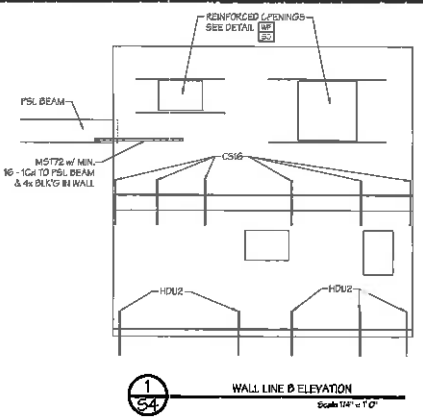 REINFORCED OPENINGS
SEE DETAIL
PSL BEAM
MST72 w/ MIN.
16 - 10d TO PSL BEAM
& 4x BLK'G IN WALL
CS16
HDU2
HDU2
1
S4
WALL LINE B ELEVATION
Scale 1/4" = 1'-0"